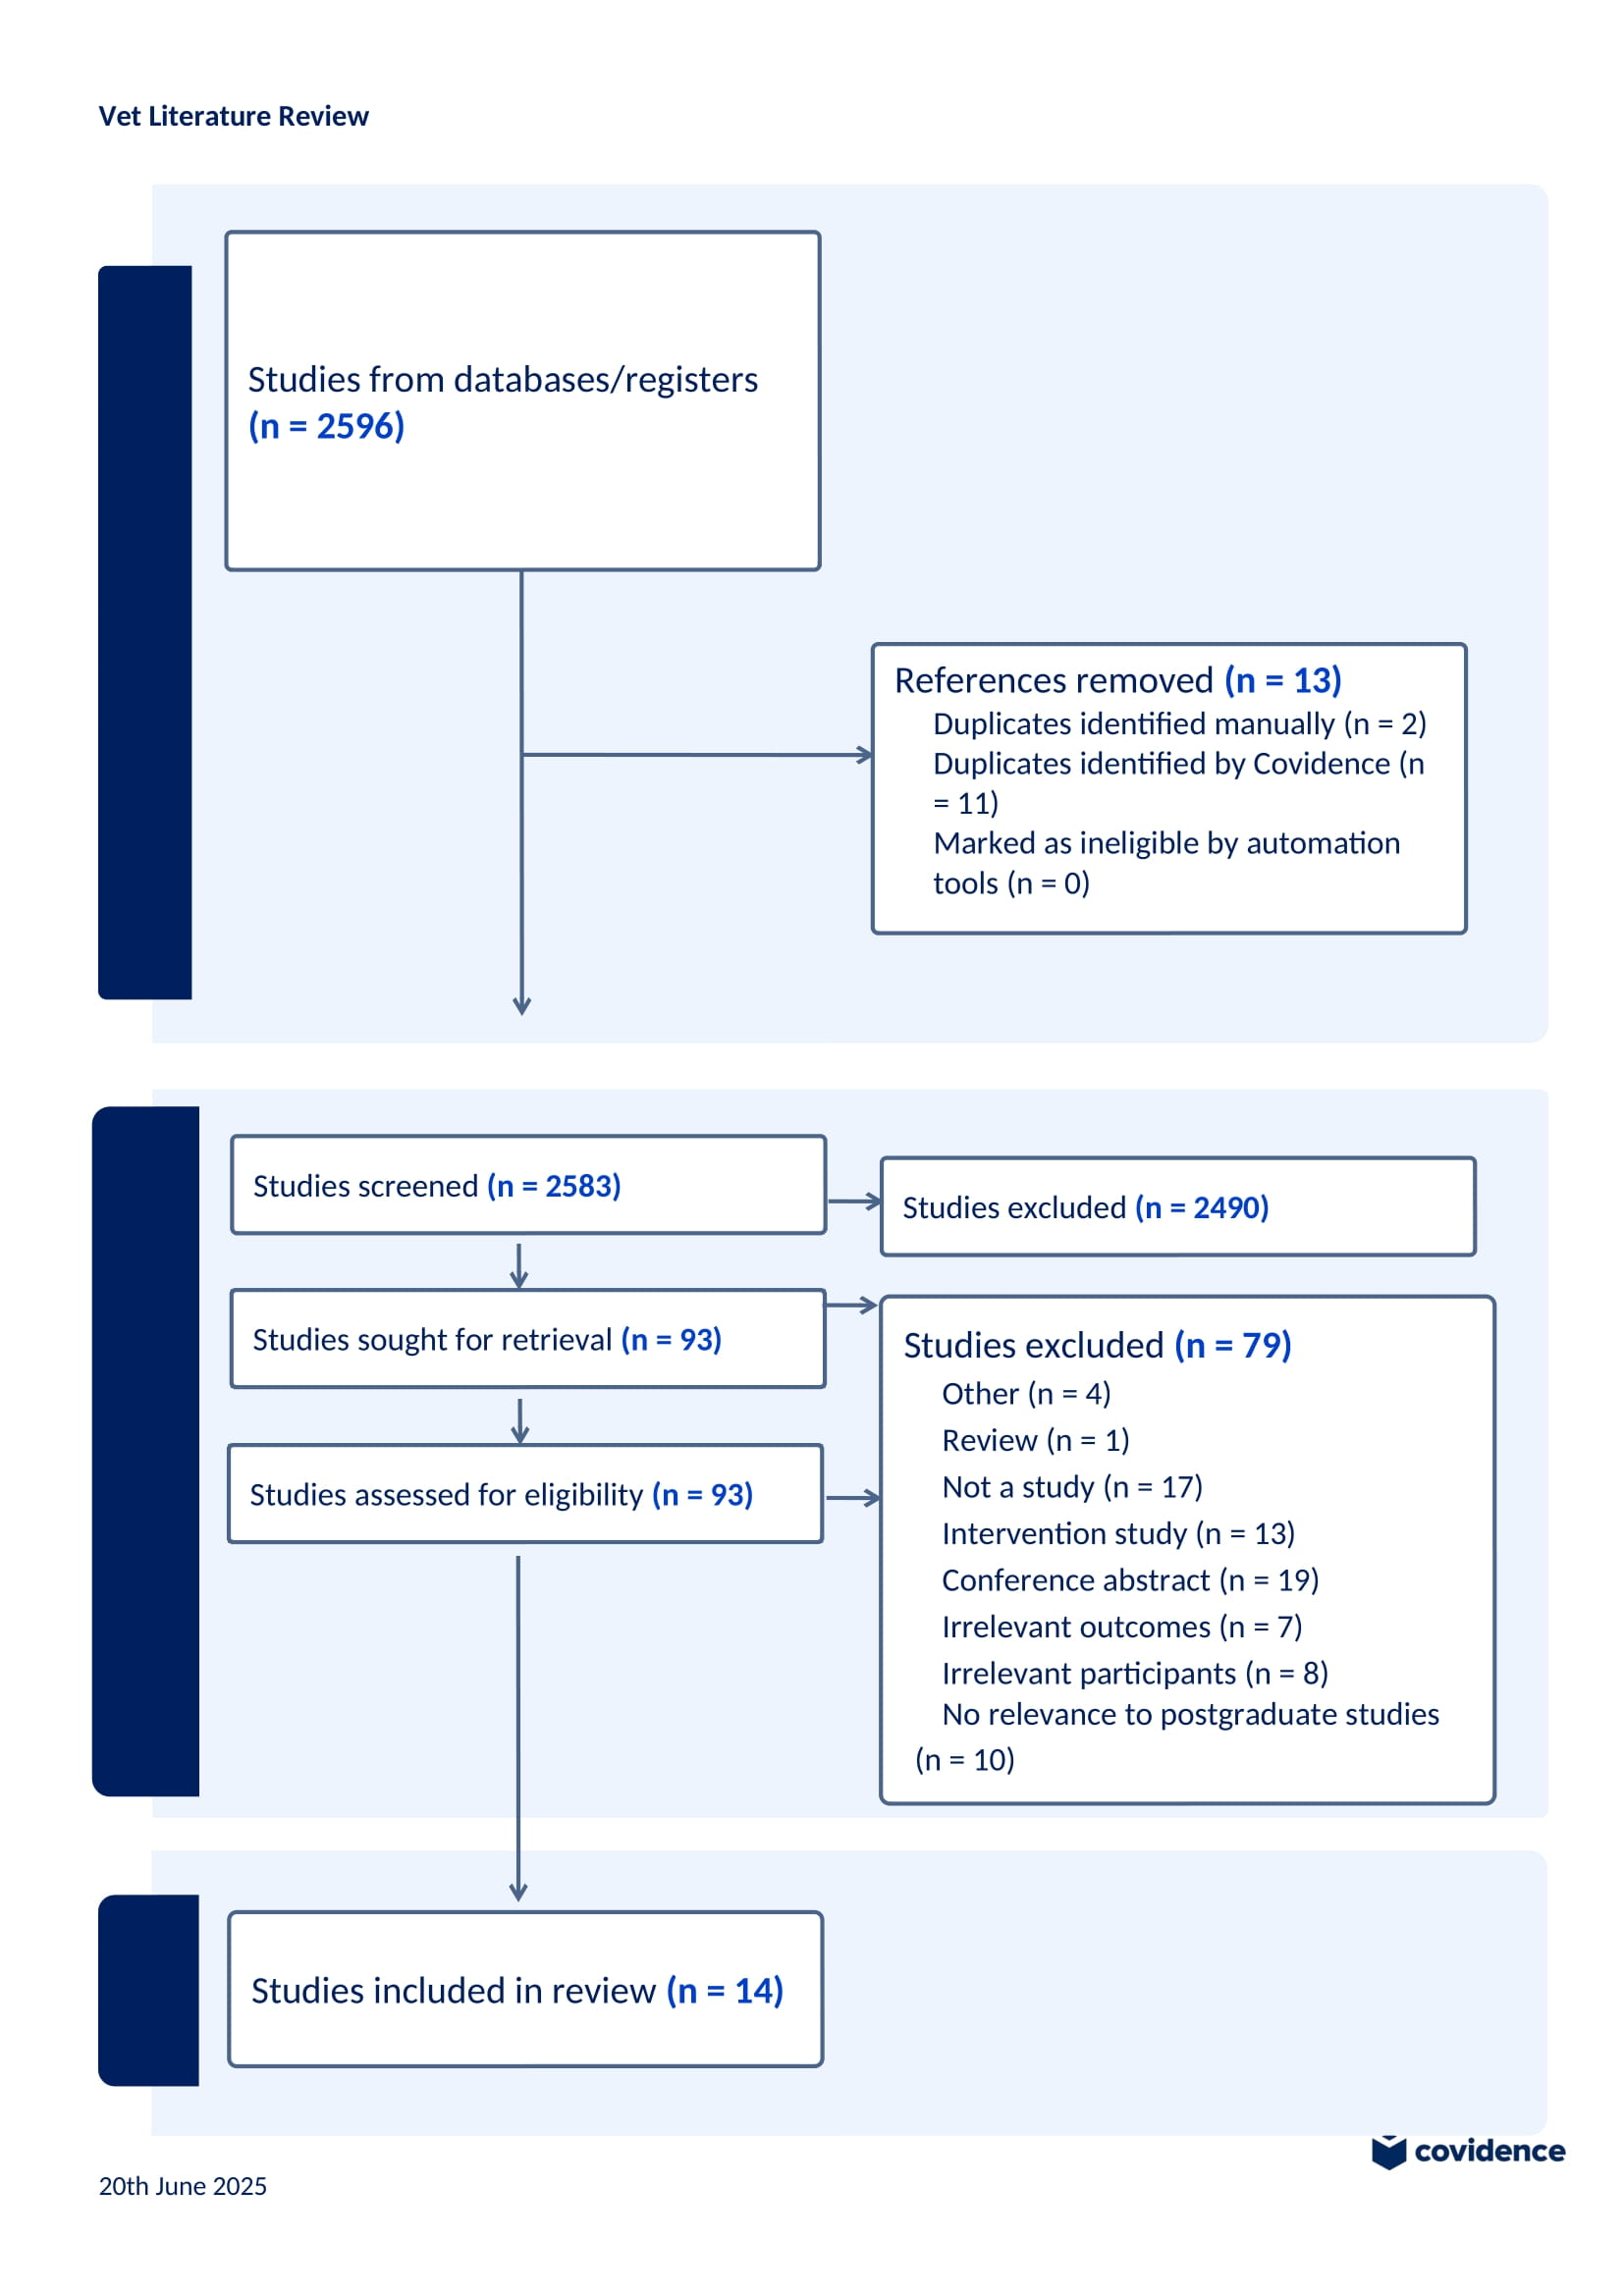 Vet Literature Review
Studies from databases/registers
(n = 2596)
References removed (n = 13)
Duplicates identified manually (n = 2)
Duplicates identified by Covidence (n
= 11)
Marked as ineligible by automation
tools (n = 0)
Studies screened (n = 2583)
Studies excluded (n = 2490)
Studies sought for retrieval (n = 93)
Studies assessed for eligibility (n = 93)
Studies excluded (n = 79)
Other (n = 4)
Review (n = 1)
Not a study (n = 17)
Intervention study (n = 13)
Conference abstract (n = 19)
Irrelevant outcomes (n = 7)
Irrelevant participants (n = 8)
No relevance to postgraduate studies
(n = 10)
Studies included in review (n = 14)
covidence
20th June 2025